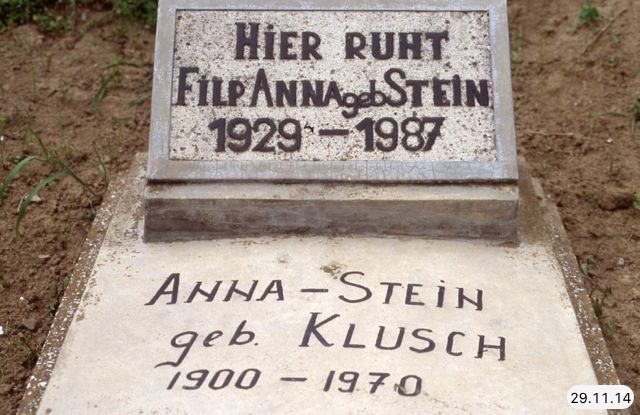 HIER RUHT
FILP ANNA geb STEIN
1929 - 1987
ANNA - STEIN
geb. KLUSCH
1900 - 1970
29.11.14